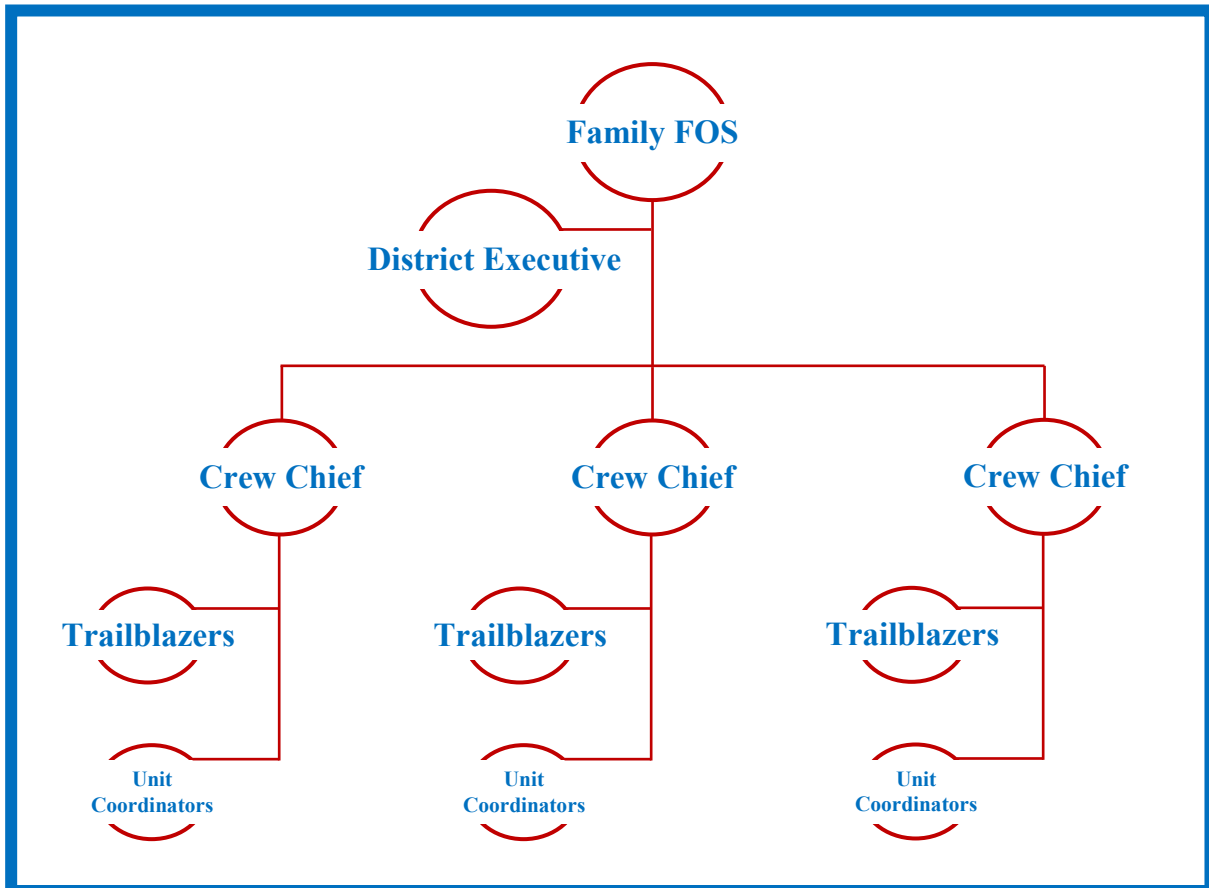 Family FOS
District Executive
Crew Chief
Crew Chief
Crew Chief
Trailblazers
Trailblazers
Trailblazers
Unit
Coordinators
Unit
Coordinators
Unit
Coordinators